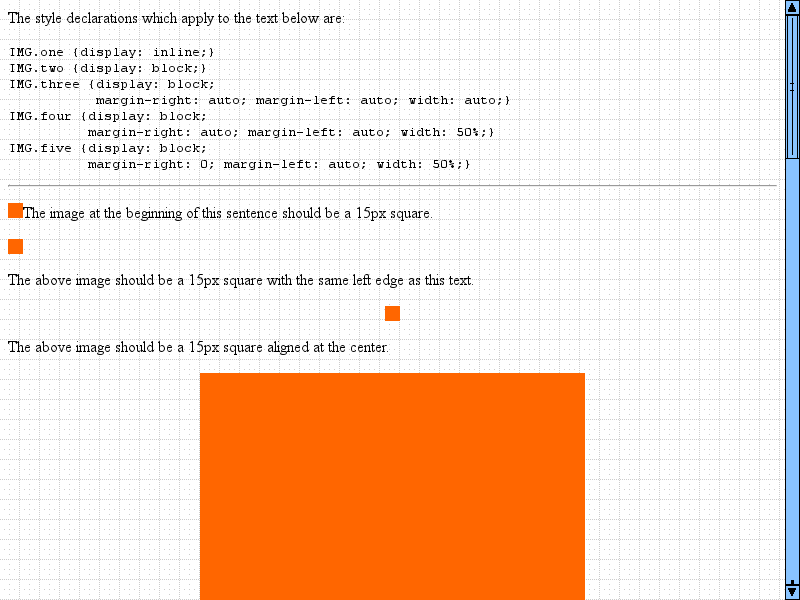 The style declarations which apply to the text below are:
IMG.one {display: inline;}
IMG.two {display: block;}
IMG.three {display: block;
margin-right: auto; margin-left: auto; width: auto;}
IMG.four {display: block;
margin-right: auto; margin-left: auto; width: 50%;}
IMG.five {display: block;
margin-right: 0; margin-left: auto; width: 50%;}
The image at the beginning of this sentence should be a 15px square.
The above image should be a 15px square with the same left edge as this text.
The above image should be a 15px square aligned at the center.